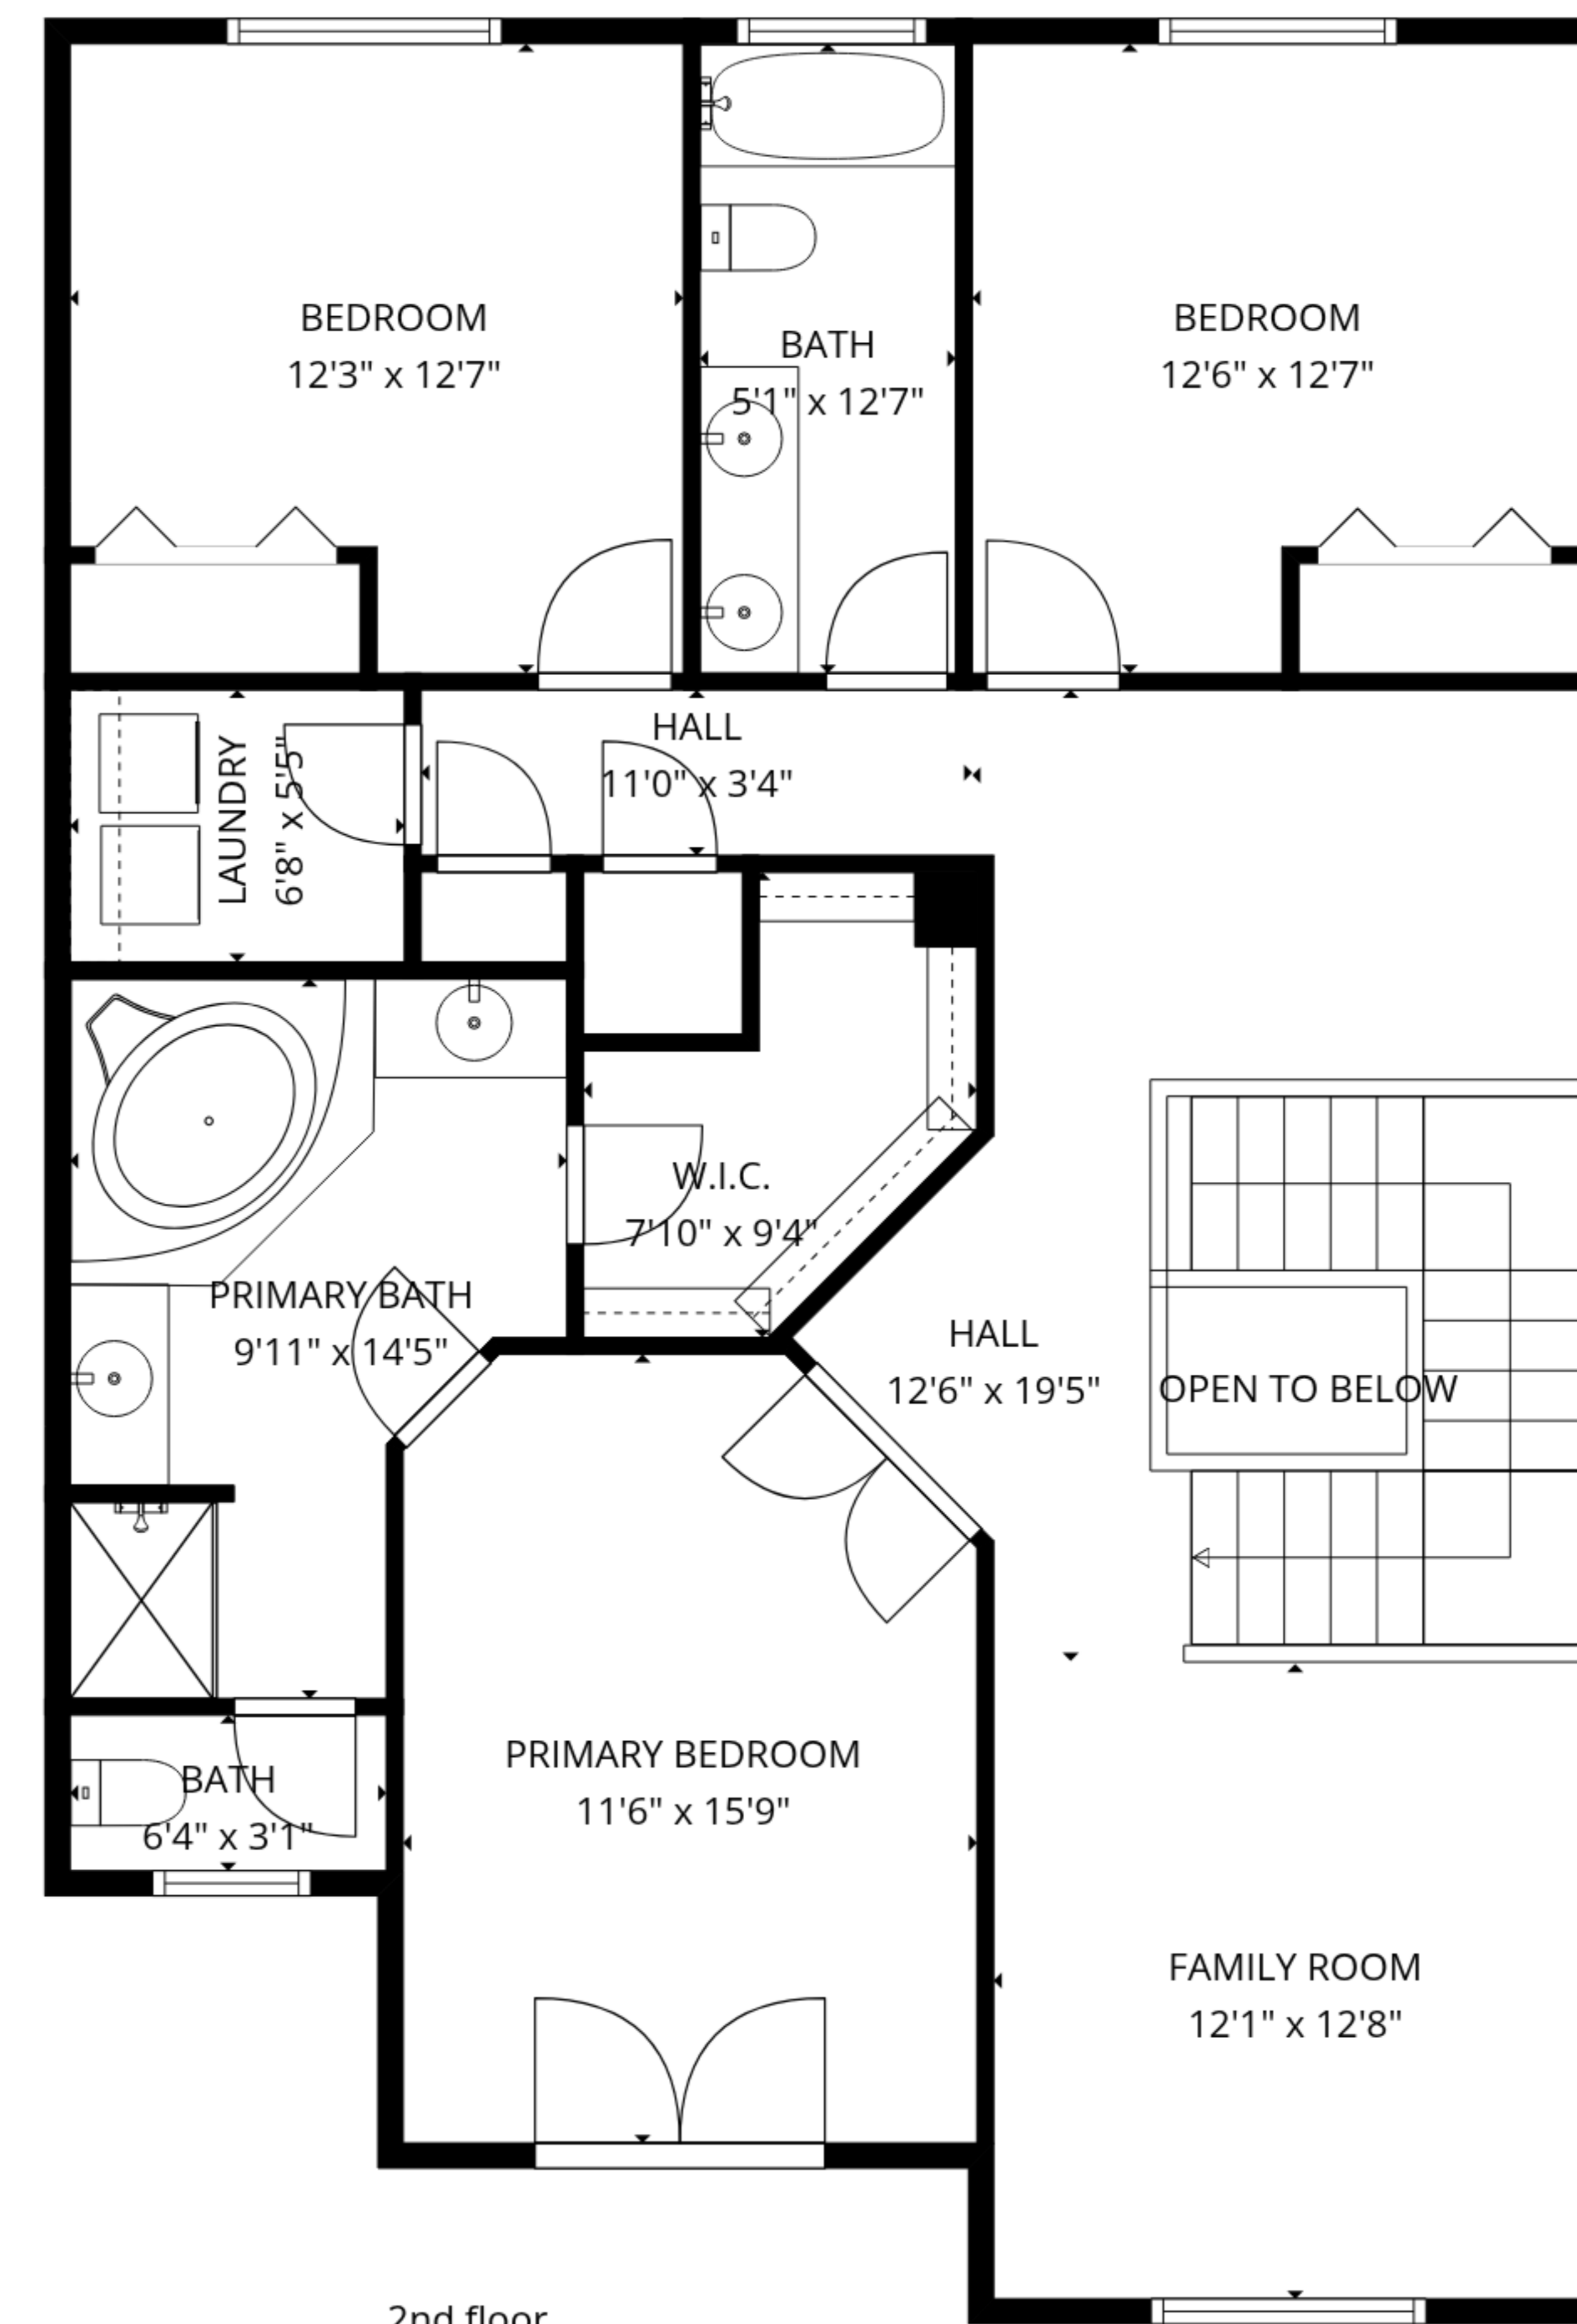 BEDROOM
12'3" x 12'7"
BATH
5'1" x 12'7"
BEDROOM
12'6" x 12'7"
HALL
11'0" x 3'4"
LAUNDRY
6'8" x 5'5"
W.I.C.
7'10" x 9'4"
PRIMARY BATH
9'11" x 14'5"
HALL
12'6" x 19'5"
OPEN TO BELOW
PRIMARY BEDROOM
11'6" x 15'9"
BATH
6'4" x 3'1"
FAMILY ROOM
12'1" x 12'8"
2nd floor